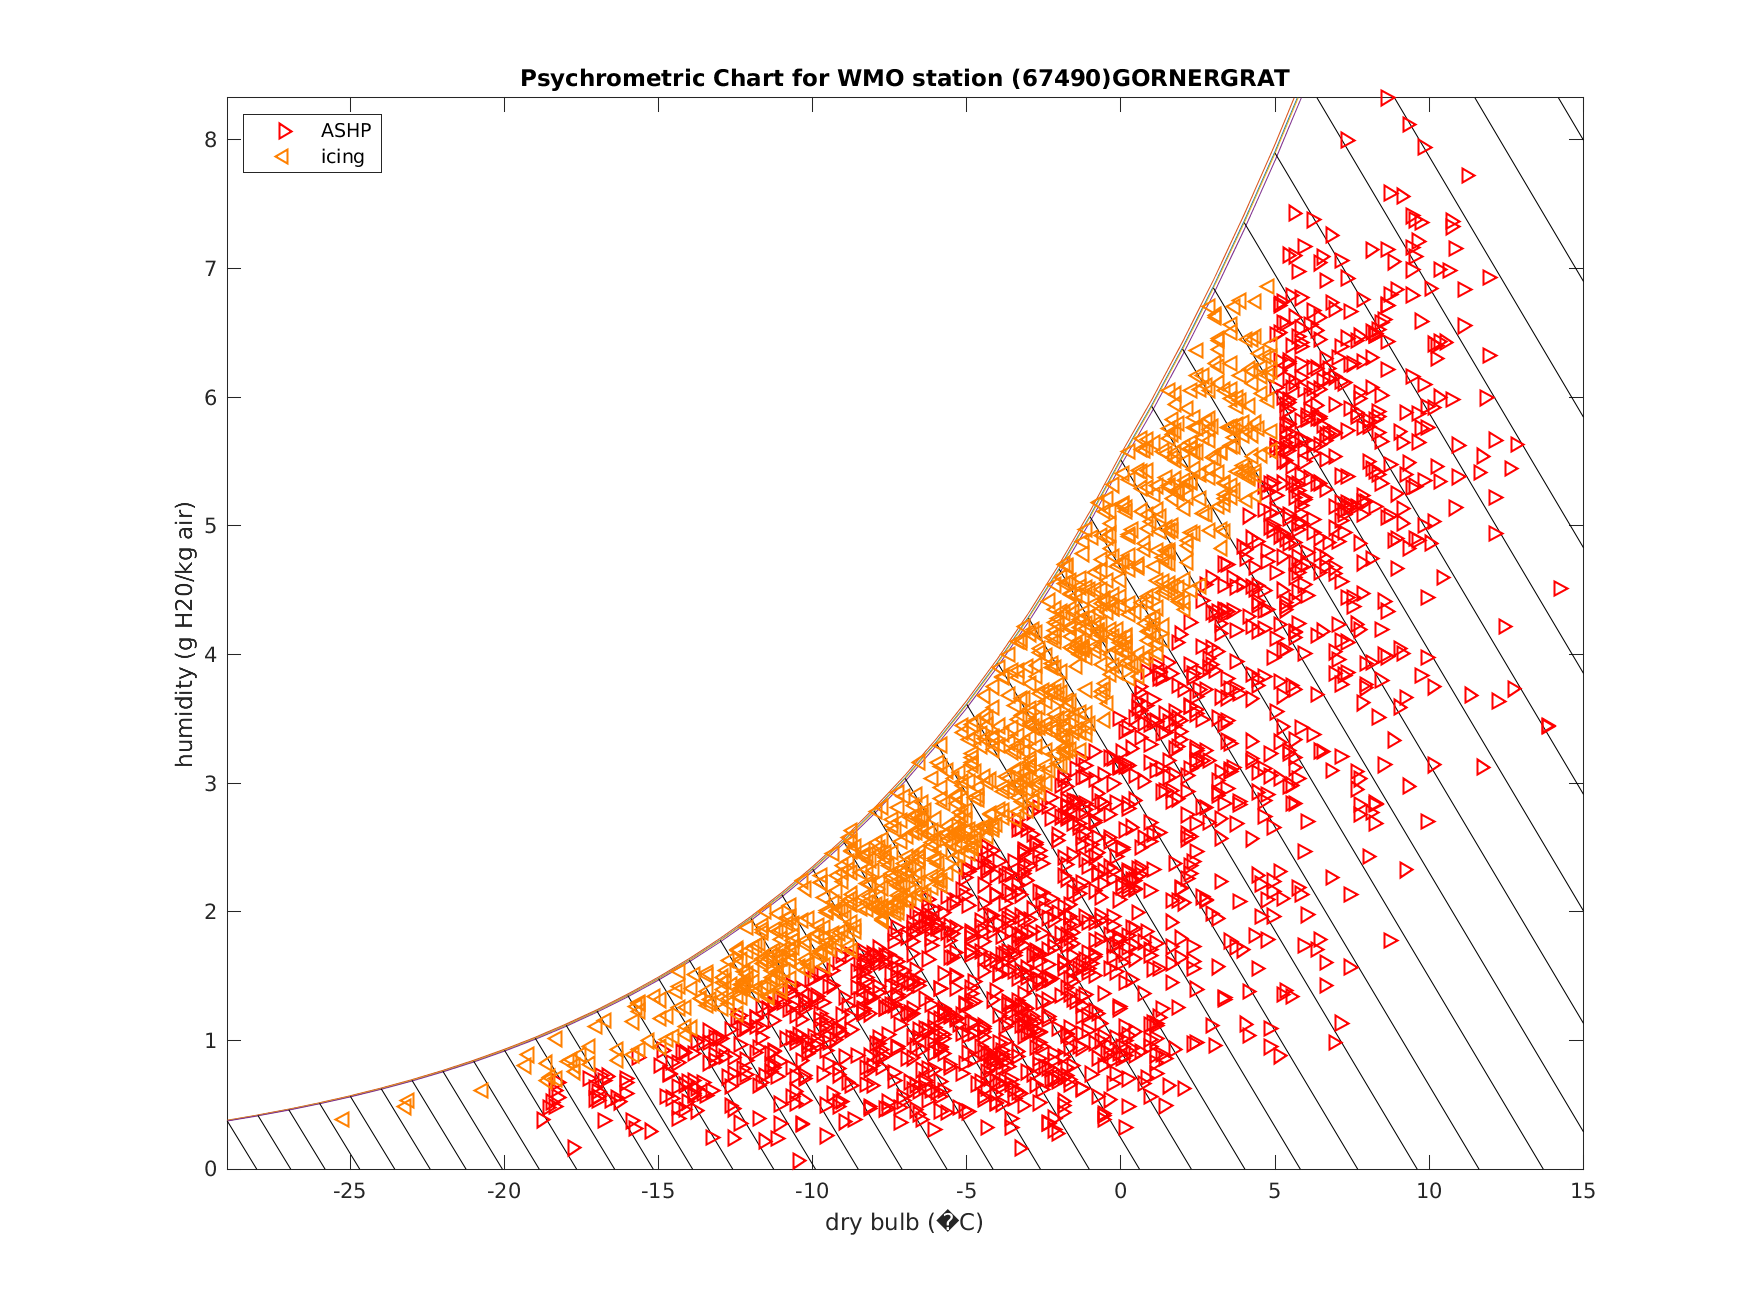 Psychrometric Chart for WMO station (67490)GORNERGRAT
ASHP
icing
8
7
6
5
4
3
2
1
0
humidity (g H20/kg air)
-25 -20 -15 -10 -5 0 5 10 15
dry bulb (�C)